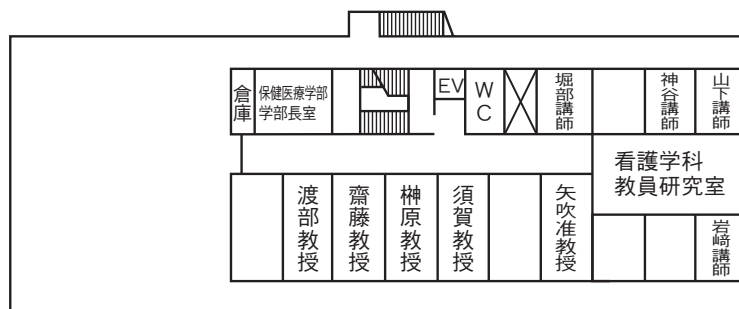 倉庫
保健医療学部
学部長室
EV
WC
堀部講師
神谷講師
山下講師
看護学科
教員研究室
渡部教授
齋藤教授
榊原教授
須賀教授
矢吹准教授
岩﨑講師